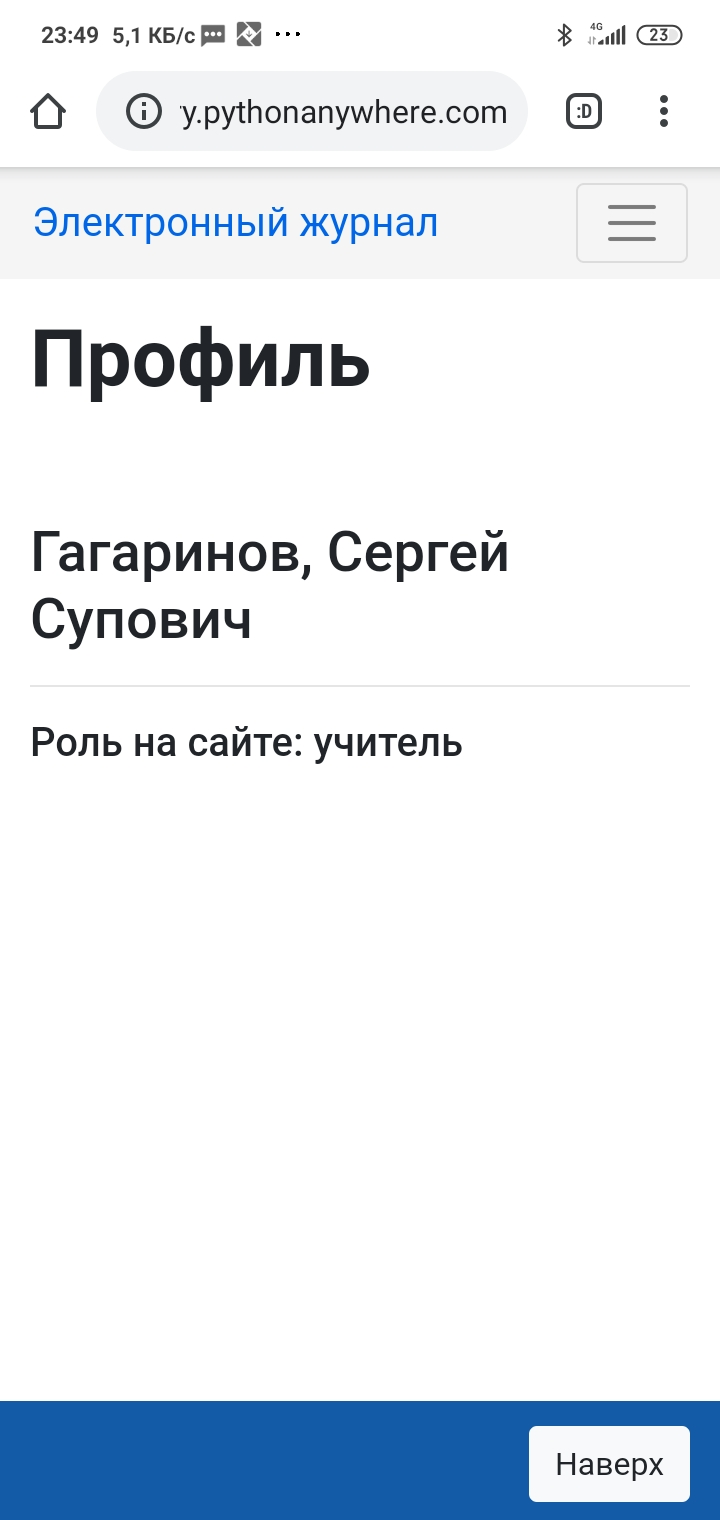 23:49 5,1 КБ/с 4G 23
y.pythonanywhere.com :D
Электронный журнал
Профиль
Гагаринов, Сергей
Супович
Роль на сайте: учитель
Наверх